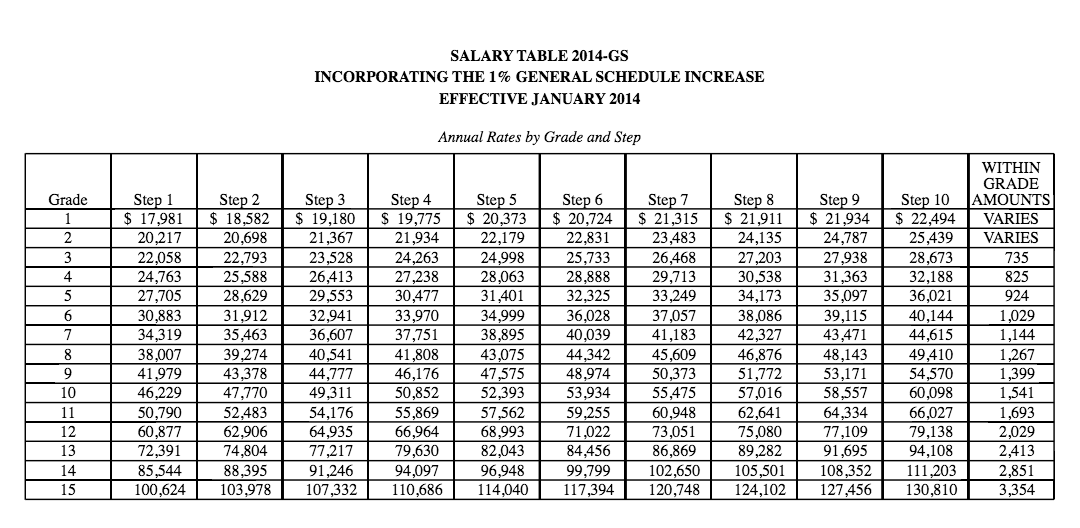 SALARY TABLE 2014-GS
INCORPORATING THE 1% GENERAL SCHEDULE INCREASE
EFFECTIVE JANUARY 2014
Annual Rates by Grade and Step
Grade Step 1 Step 2 Step 3 Step 4 Step 5 Step 6 Step 7 Step 8 Step 9 Step 10 WITHIN GRADE AMOUNTS
1 $ 17,981 $ 18,582 $ 19,180 $ 19,775 $ 20,373 $ 20,724 $ 21,315 $ 21,911 $ 21,934 $ 22,494 VARIES
2 20,217 20,698 21,367 21,934 22,179 22,831 23,483 24,135 24,787 25,439 VARIES
3 22,058 22,793 23,528 24,263 24,998 25,733 26,468 27,203 27,938 28,673 735
4 24,763 25,588 26,413 27,238 28,063 28,888 29,713 30,538 31,363 32,188 825
5 27,705 28,629 29,553 30,477 31,401 32,325 33,249 34,173 35,097 36,021 924
6 30,883 31,912 32,941 33,970 34,999 36,028 37,057 38,086 39,115 40,144 1,029
7 34,319 35,463 36,607 37,751 38,895 40,039 41,183 42,327 43,471 44,615 1,144
8 38,007 39,274 40,541 41,808 43,075 44,342 45,609 46,876 48,143 49,410 1,267
9 41,979 43,378 44,777 46,176 47,575 48,974 50,373 51,772 53,171 54,570 1,399
10 46,229 47,770 49,311 50,852 52,393 53,934 55,475 57,016 58,557 60,098 1,541
11 50,790 52,483 54,176 55,869 57,562 59,255 60,948 62,641 64,334 66,027 1,693
12 60,877 62,906 64,935 66,964 68,993 71,022 73,051 75,080 77,109 79,138 2,029
13 72,391 74,804 77,217 79,630 82,043 84,456 86,869 89,282 91,695 94,108 2,413
14 85,544 88,395 91,246 94,097 96,948 99,799 102,650 105,501 108,352 111,203 2,851
15 100,624 103,978 107,332 110,686 114,040 117,394 120,748 124,102 127,456 130,810 3,354